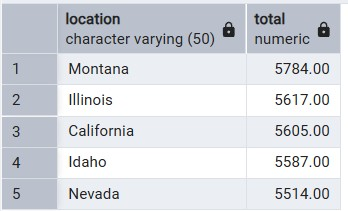 location total
character varying (50) numeric
1 Montana 5784.00
2 Illinois 5617.00
3 California 5605.00
4 Idaho 5587.00
5 Nevada 5514.00